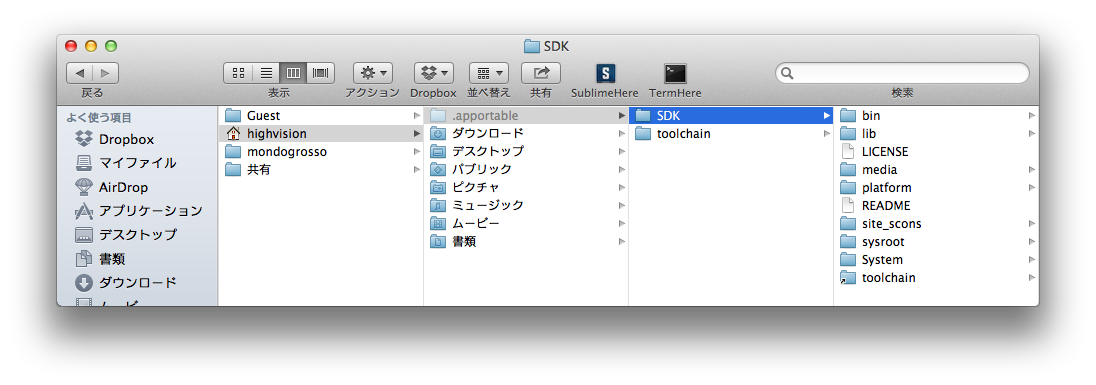 SDK
戻る
表示
アクション
Dropbox
並べ替え
共有
SublimeHere
TermHere
検索
よく使う項目
Dropbox
マイファイル
AirDrop
アプリケーション
デスクトップ
書類
ダウンロード
Guest
highvision
mondogrosso
共有
.apportable
ダウンロード
デスクトップ
パブリック
ピクチャ
ミュージック
ムービー
書類
SDK
toolchain
bin
lib
LICENSE
media
platform
README
site_scons
sysroot
System
toolchain